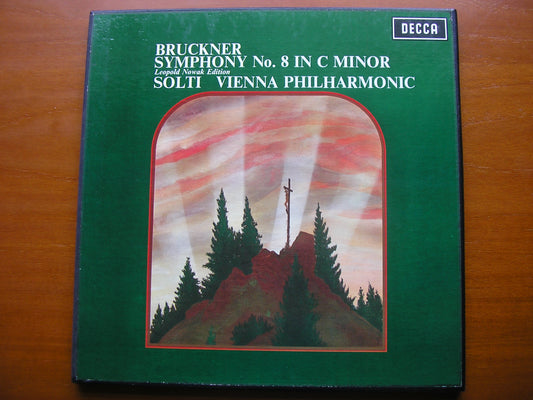 DECCA
BRUCKNER
SYMPHONY No. 8 IN C MINOR
Leopold Nowak Edition
SOLTI VIENNA PHILHARMONIC